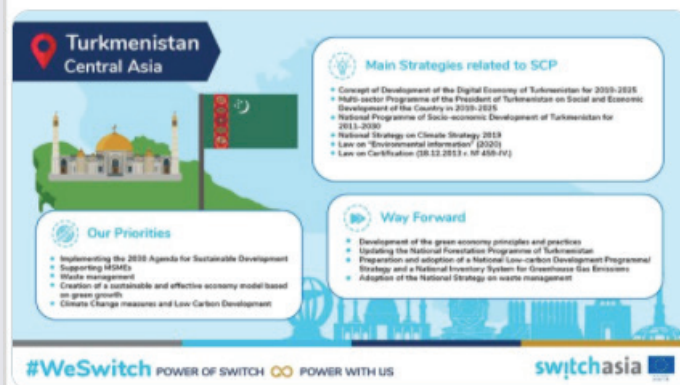 Turkmenistan
Central Asia
Main Strategies related to SCP
Concept of Development of the Digital Economy of Turkmenistan for 2019-2025
Multi-sector Programme of the President of Turkmenistan on Social and Economic
Development of the Country in 2019-2025
National Programme of Socio-economic Development of Turkmenistan for
2011-2030
National Strategy on Climate Strategy 2019
Law on "Environmental information" (2020)
Law on Certification (19.12.2013 г. № 459-IV.)
Our Priorities
Implementing the 2030 Agenda for Sustainable Development
Supporting MSMEs
Waste management
Creation of a sustainable and effective economy model based
on green growth
Climate Change measures and Low Carbon Development
Way Forward
Development of the green economy principles and practices
Updating the National Forestation Programme of Turkmenistan
Preparation and adoption of a National Low-carbon Development Programme/
Strategy and a National Inventory System for Greenhouse Gas Emissions
Adoption of the National Strategy on waste management
#WeSwitch POWER OF SWITCH POWER WITH US
switchasia